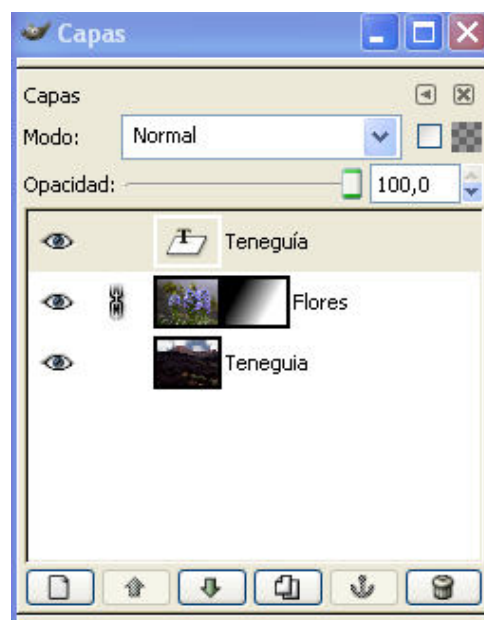 Capas
Capas
Modo: Normal
Opacidad: 100,0
T Teneguía
Flores
Teneguia